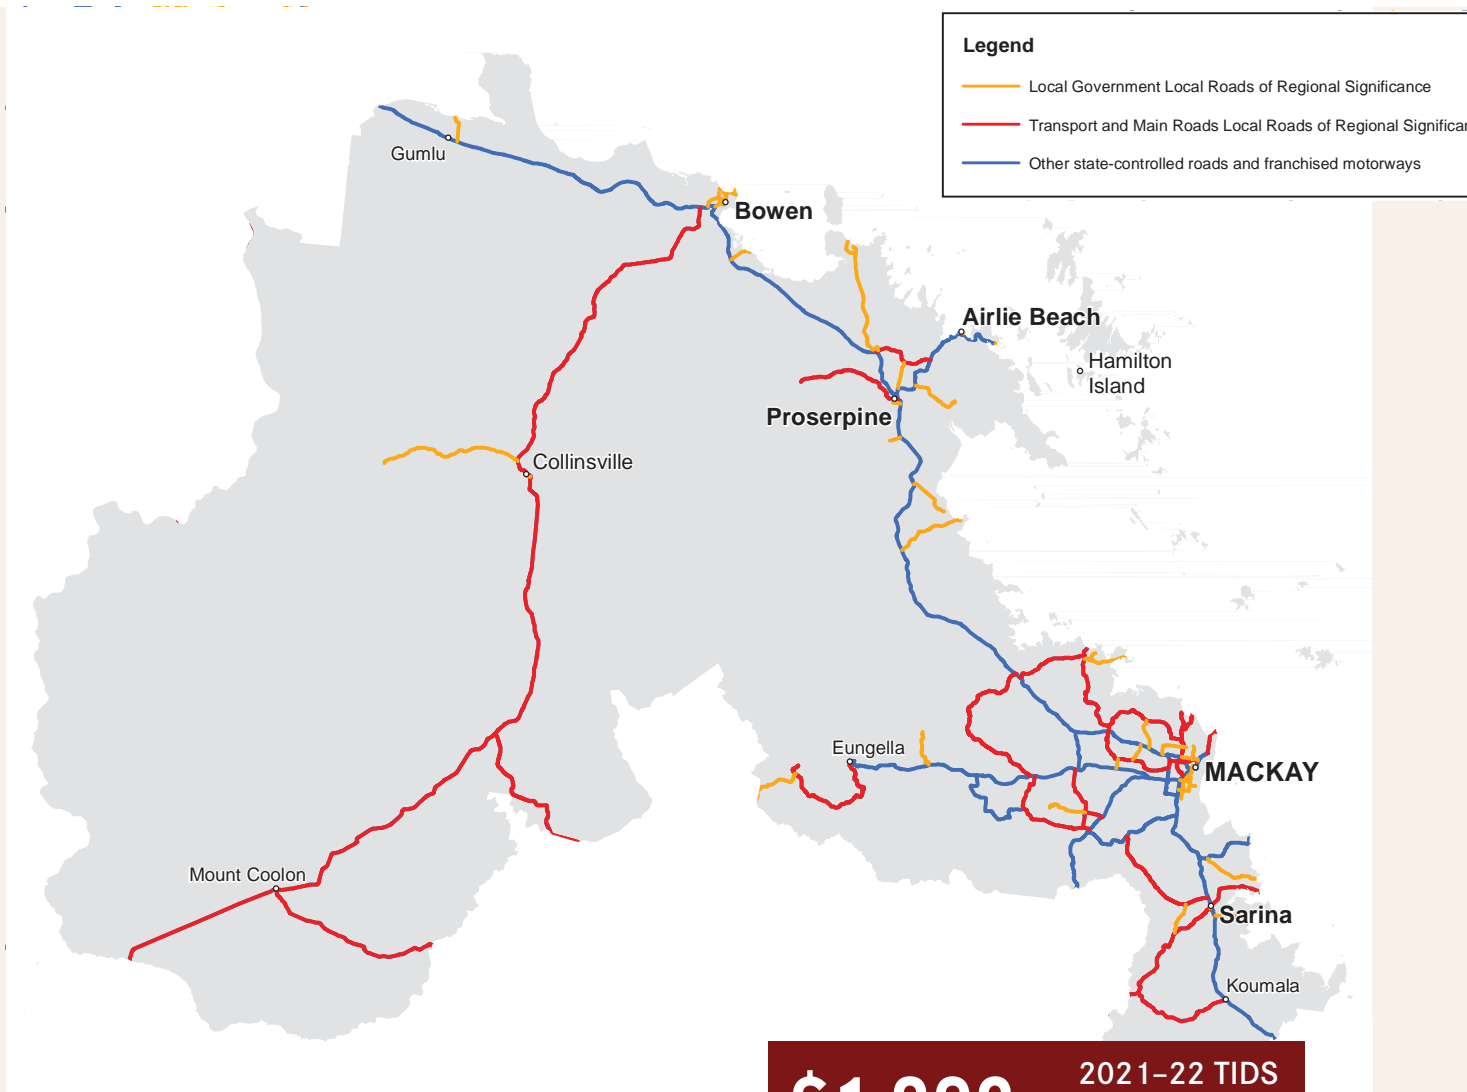 Legend
Local Government Local Roads of Regional Significance
Transport and Main Roads Local Roads of Regional
Other state-controlled roads and franchised motorways
Gumlu
Bowen
Airlie Beach
Hamilton
Island
Proserpine
Collinsville
Eungella
MACKAY
Mount Coolon
Sarina
Koumala
2021–22 TIDS